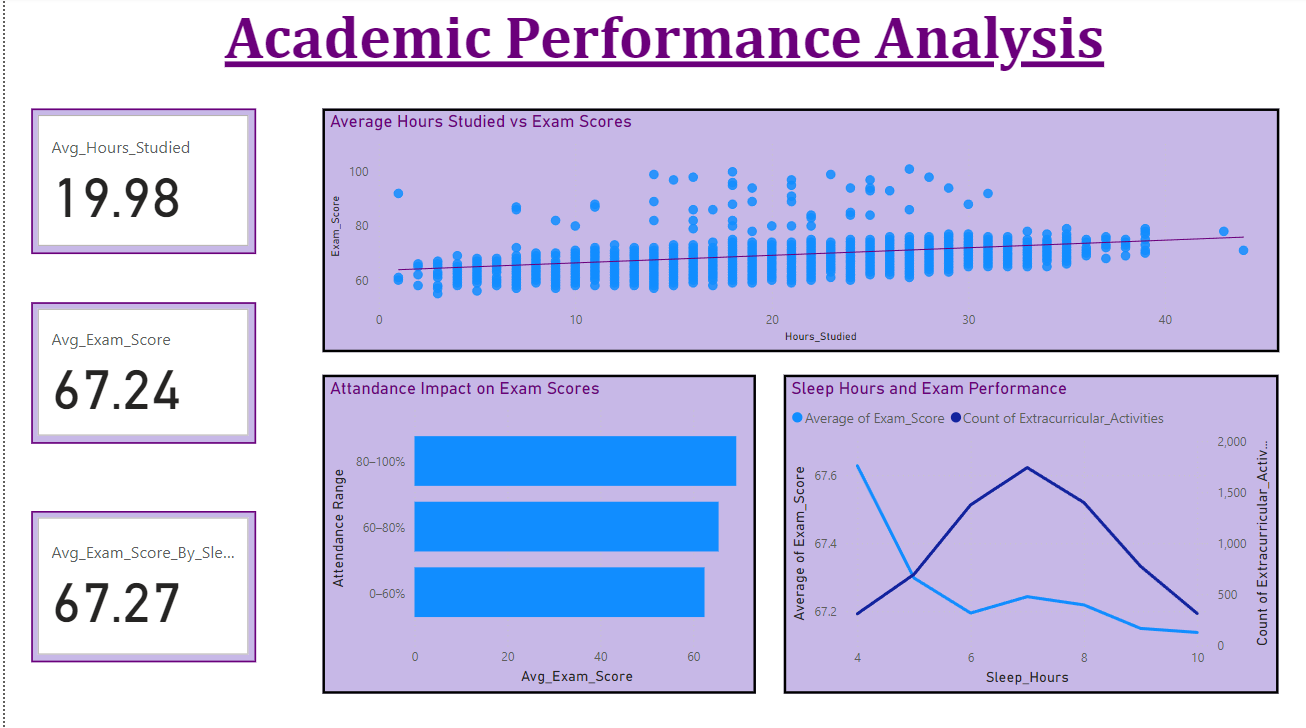 Academic Performance Analysis
Avg_Hours_Studied
19.98
Avg_Exam_Score
67.24
Avg_Exam_Score_By_Sle...
67.27
Average Hours Studied vs Exam Scores
Exam_Score
100
80
60
0 10 20 30 40
Hours_Studied
Attandance Impact on Exam Scores
Attendance Range
80–100%
60–80%
0–60%
0 20 40 60
Avg_Exam_Score
Sleep Hours and Exam Performance
Average of Exam_Score Count of Extracurricular_Activities
Average of Exam_Score
67.6
67.4
67.2
2,000
1,500
1,000
500
0
Count of Extracurricular_Activ...
4 6 8 10
Sleep_Hours